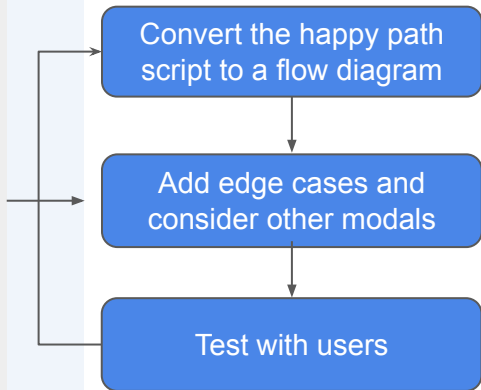 Convert the happy path
script to a flow diagram
Add edge cases and
consider other modals
Test with users